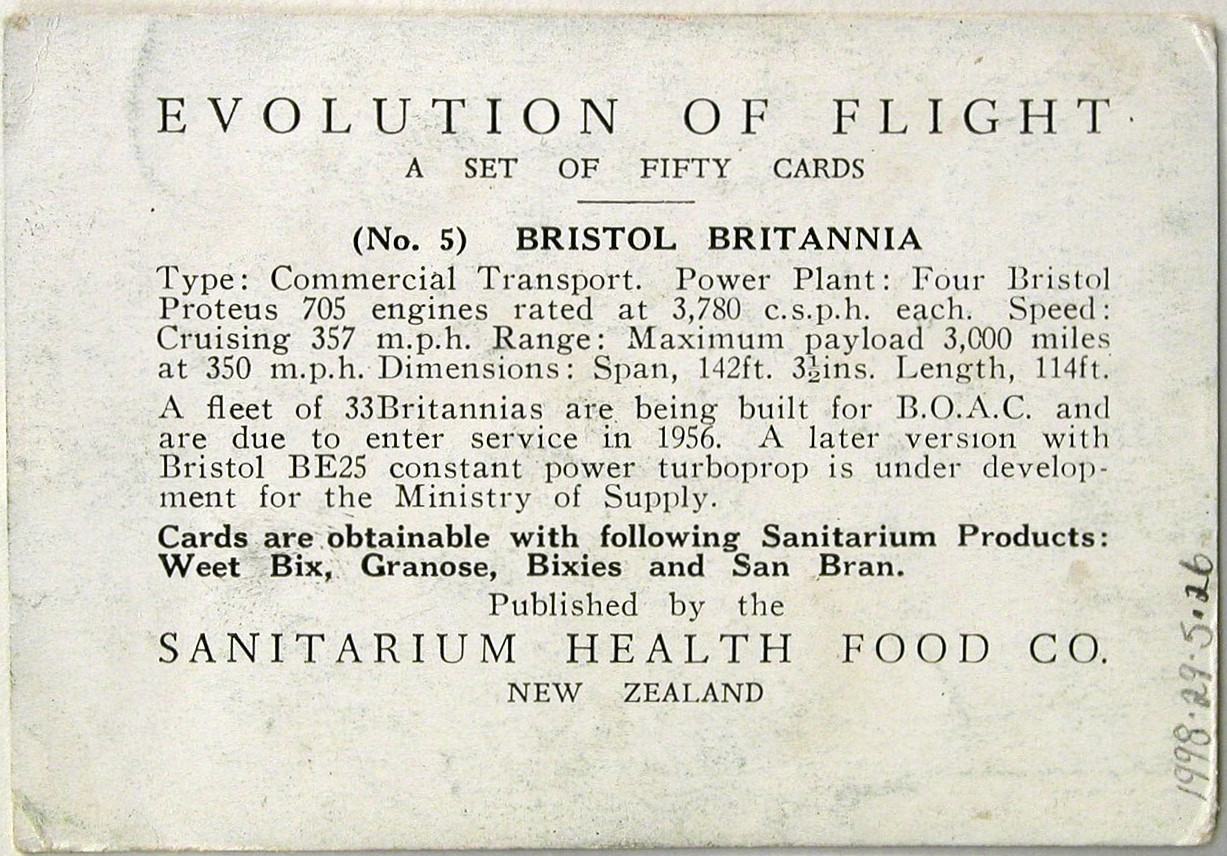 EVOLUTION OF FLIGHT
A SET OF FIFTY CARDS
(No. 5) BRISTOL BRITANNIA
Type: Commercial Transport. Power Plant: Four Bristol
Proteus 705 engines rated at 3,780 c.s.p.h. each. Speed:
Cruising 357 m.p.h. Range: Maximum payload 3,000 miles
at 350 m.p.h. Dimensions: Span, 142ft. 3½ins. Length, 114ft.
A fleet of 33Britannias are being built for B.O.A.C. and
are due to enter service in 1956. A later version with
Bristol BE25 constant power turboprop is under develop-
ment for the Ministry of Supply.
Cards are obtainable with following Sanitarium Products:
Weet Bix, Granose, Bixies and San Bran.
Published by the
SANITARIUM HEALTH FOOD CO.
NEW ZEALAND
1998.29.5.26